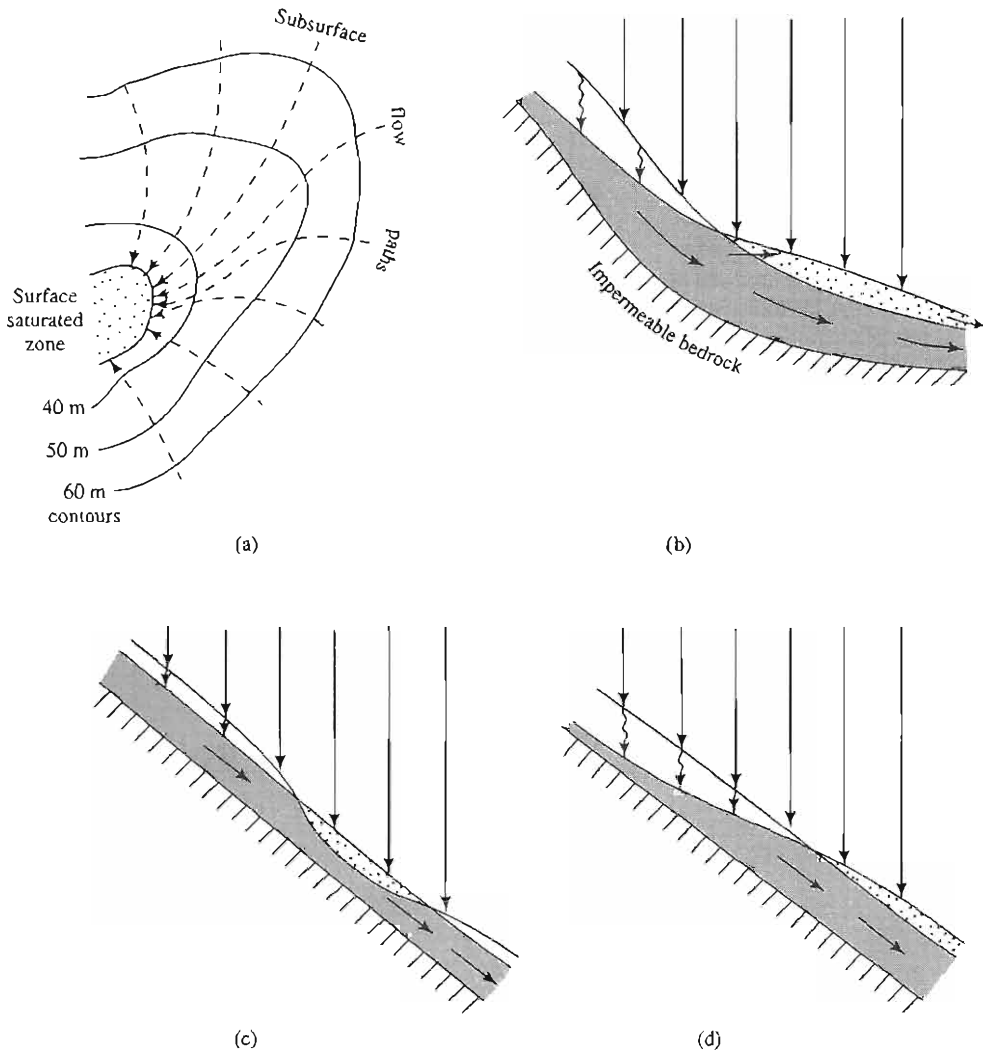 Subsurface
flow
paths
Surface
saturated
zone
40 m
50 m
60 m
contours
(a)
Impermeable bedrock
(b)
(c)
(d)